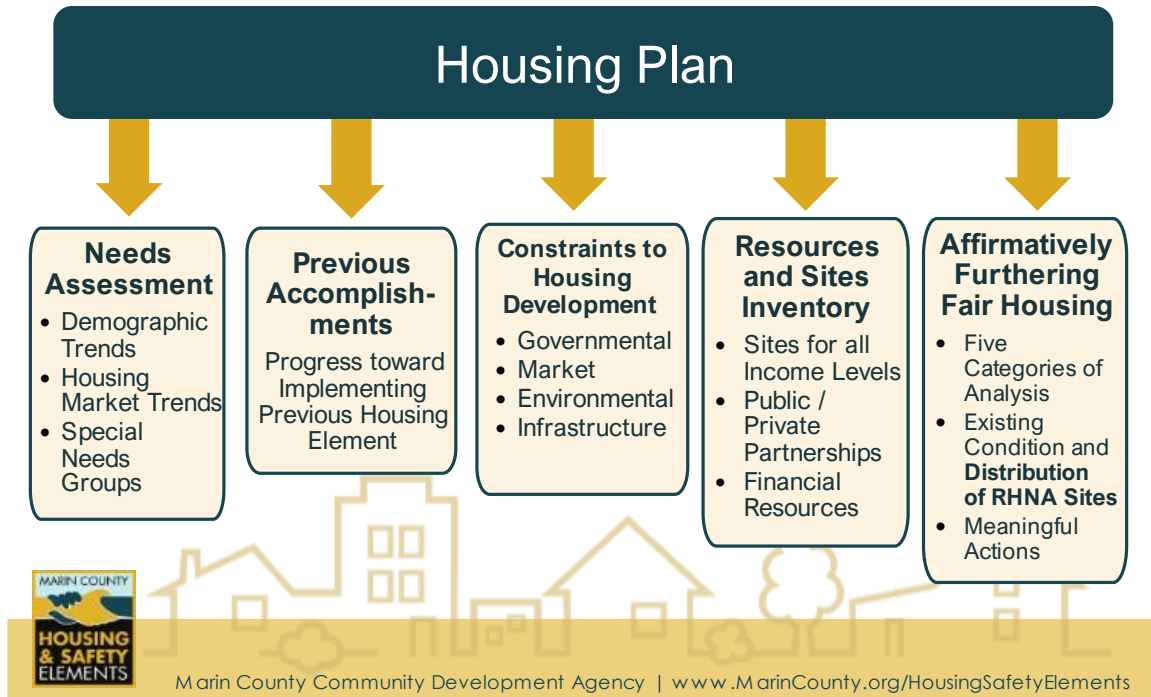 Housing Plan
Needs
Assessment
• Demographic
Trends
• Housing
Market Trends
• Special
Needs
Groups
Previous
Accomplish-
ments
Progress toward
Implementing
Previous Housing
Element
Constraints to
Housing
Development
• Governmental
• Market
• Environmental
• Infrastructure
Resources
and Sites
Inventory
• Sites for all
Income Levels
• Public /
Private
Partnerships
• Financial
Resources
Affirmatively
Furthering
Fair Housing
• Five
Categories of
Analysis
• Existing
Condition and
Distribution
of RHNA Sites
• Meaningful
Actions
MARIN COUNTY
HOUSING
& SAFETY
ELEMENTS
Marin County Community Development Agency | www.MarinCounty.org/HousingSafetyElements